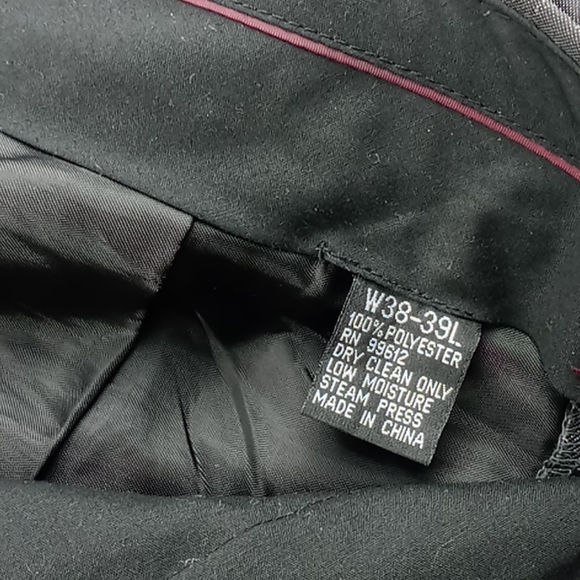 W38-39L
100% POLYESTER
RN 99612
DRY CLEAN ONLY
LOW MOISTURE
STEAM PRESS
MADE IN CHINA